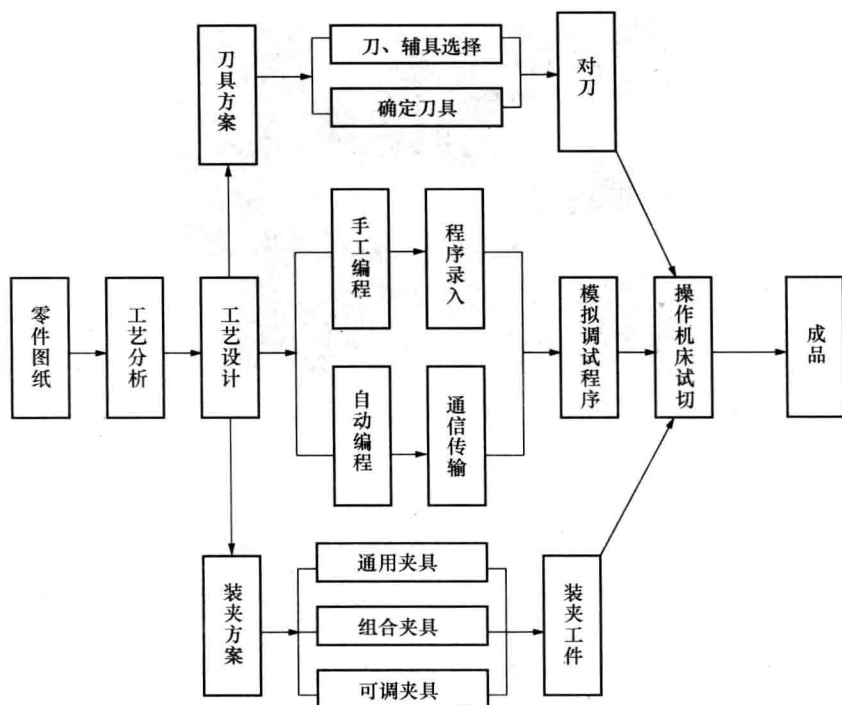 刀具方案
刀、辅具选择
确定刀具
对刀
零件图纸
工艺分析
工艺设计
手工编程
程序录入
自动编程
通信传输
模拟调试程序
操作机床试切
成品
装夹方案
通用夹具
组合夹具
可调夹具
装夹工件